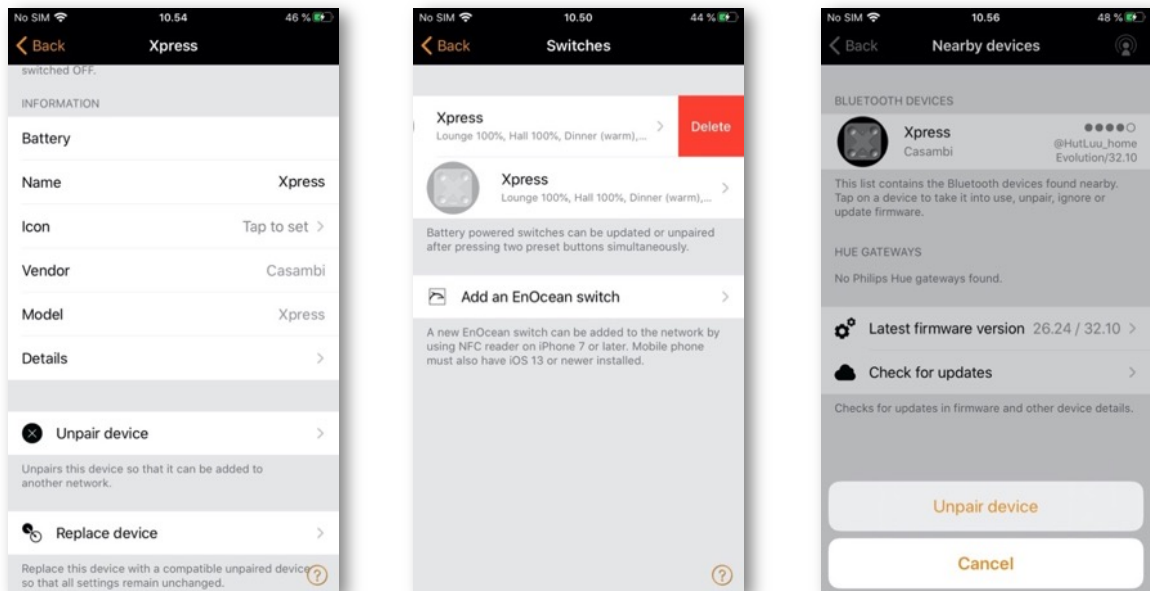 No SIM 10.54 46 %
Back Xpress
switched OFF.
INFORMATION
Battery
Name Xpress
Icon Tap to set
Vendor Casambi
Model Xpress
Details
Unpair device
Unpairs this device so that it can be added to
another network.
Replace device
Replace this device with a compatible unpaired device
so that all settings remain unchanged.
?
No SIM 10.50 44 %
Back Switches
Xpress
Lounge 100%, Hall 100%, Dinner (warm),...
Delete
Xpress
Lounge 100%, Hall 100%, Dinner (warm),...
Battery powered switches can be updated or unpaired
after pressing two preset buttons simultaneously.
Add an EnOcean switch
A new EnOcean switch can be added to the network by
using NFC reader on iPhone 7 or later. Mobile phone
must also have iOS 13 or newer installed.
?
No SIM 10.56 48 %
Back Nearby devices
BLUETOOTH DEVICES
Xpress
Casambi
@HutLuu_home
Evolution/32.10
This list contains the Bluetooth devices found nearby.
Tap on a device to take it into use, unpair, ignore or
update firmware.
HUE GATEWAYS
No Philips Hue gateways found.
Latest firmware version 26.24 / 32.10
Check for updates
Checks for updates in firmware and other device details.
Unpair device
Cancel